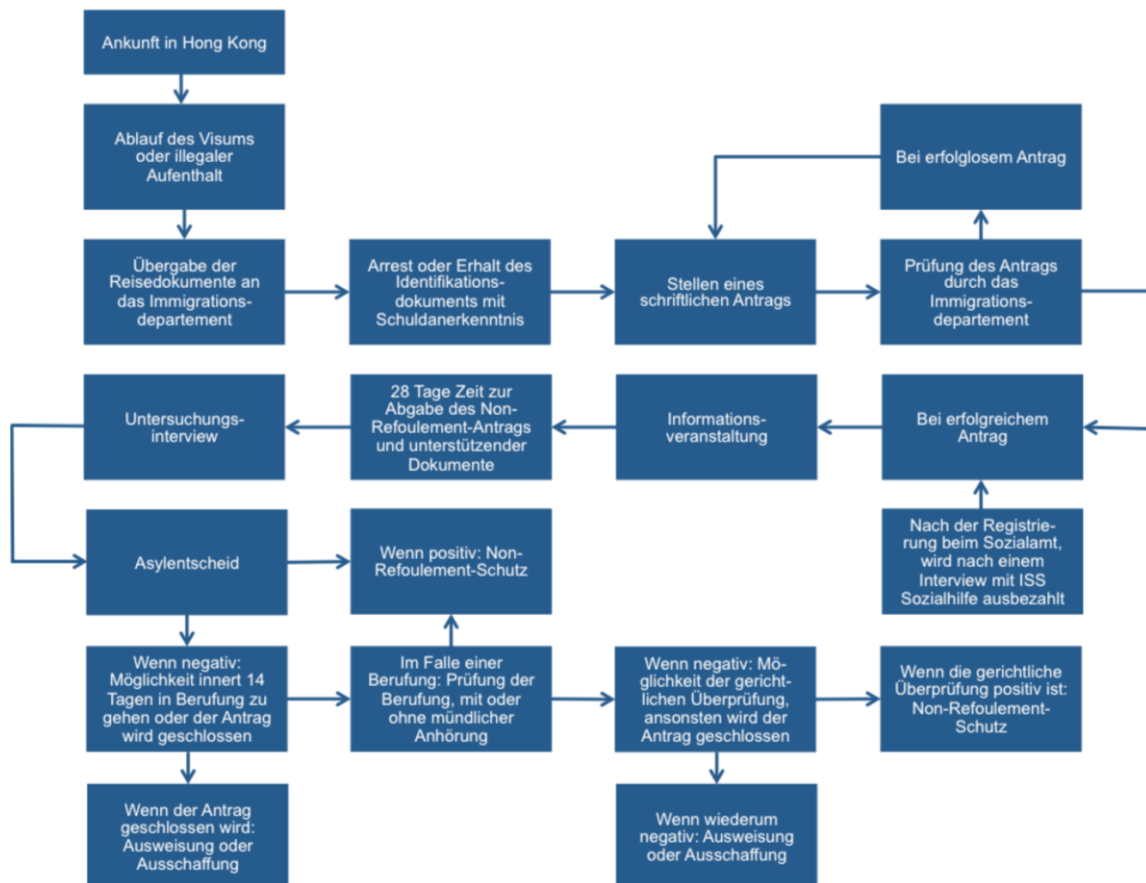 Ankunft in Hong Kong
Ablauf des Visums
oder illegaler
Aufenthalt
Bei erfolglosem Antrag
Übergabe der
Reisedokumente an
das Immigrations-
departement
Arrest oder Erhalt des
Identifikations-
dokuments mit
Schuldanerkenntnis
Stellen eines
schriftlichen Antrags
Prüfung des Antrags
durch das
Immigrations-
departement
Untersuchungs-
interview
28 Tage Zeit zur
Abgabe des Non-
Refoulement-Antrags
und unterstützender
Dokumente
Informations-
veranstaltung
Bei erfolgreichem
Antrag
Asylentscheid
Wenn positiv: Non-
Refoulement-Schutz
Nach der Registrie-
rung beim Sozialamt,
wird nach einem
Interview mit ISS
Sozialhilfe ausbezahlt
Wenn negativ:
Möglichkeit innert 14
Tagen in Berufung zu
gehen oder der Antrag
wird geschlossen
Im Falle einer
Berufung: Prüfung der
Berufung, mit oder
ohne mündlicher
Anhörung
Wenn negativ: Mö-
glichkeit der gericht-
lichen Überprüfung,
ansonsten wird der
Antrag geschlossen
Wenn die gerichtliche
Überprüfung positiv ist:
Non-Refoulement-
Schutz
Wenn der Antrag
geschlossen wird:
Ausweisung oder
Ausschaffung
Wenn wiederum
negativ: Ausweisung
oder Ausschaffung